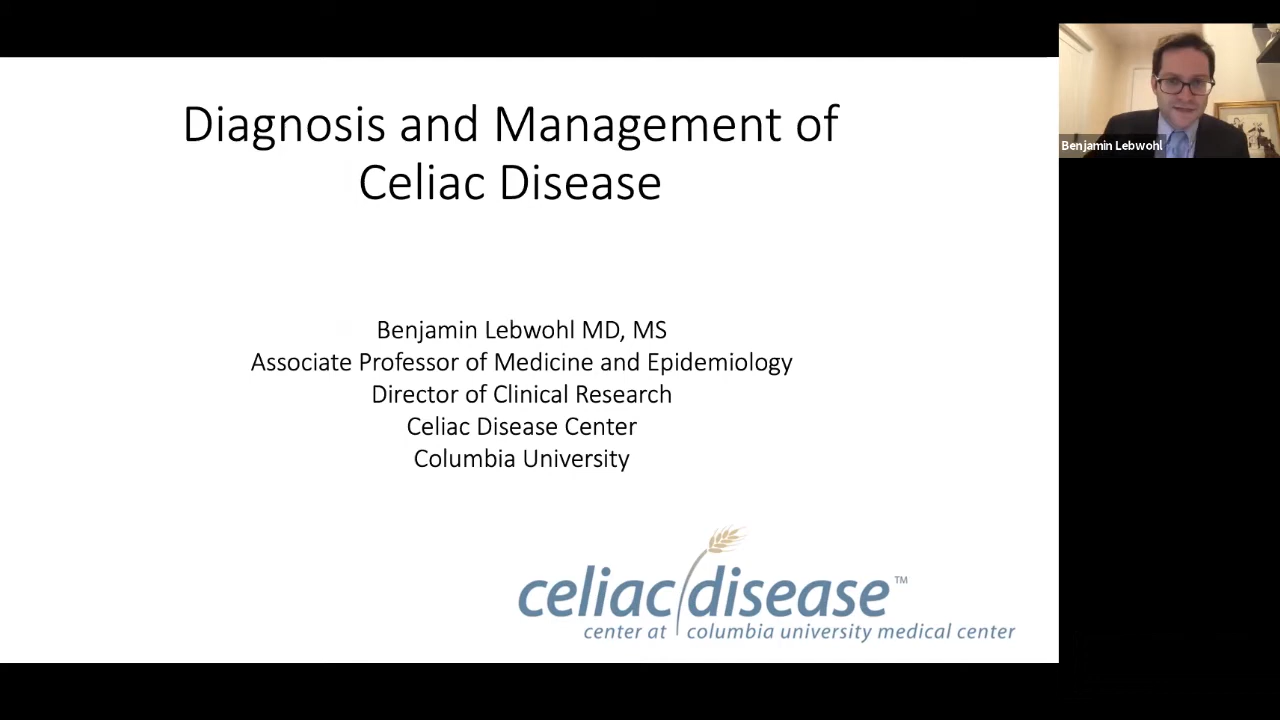 Diagnosis and Management of
Celiac Disease
Benjamin Lebwohl MD, MS
Associate Professor of Medicine and Epidemiology
Director of Clinical Research
Celiac Disease Center
Columbia University
celiac disease™
center at columbia university medical center
Benjamin Lebwohl